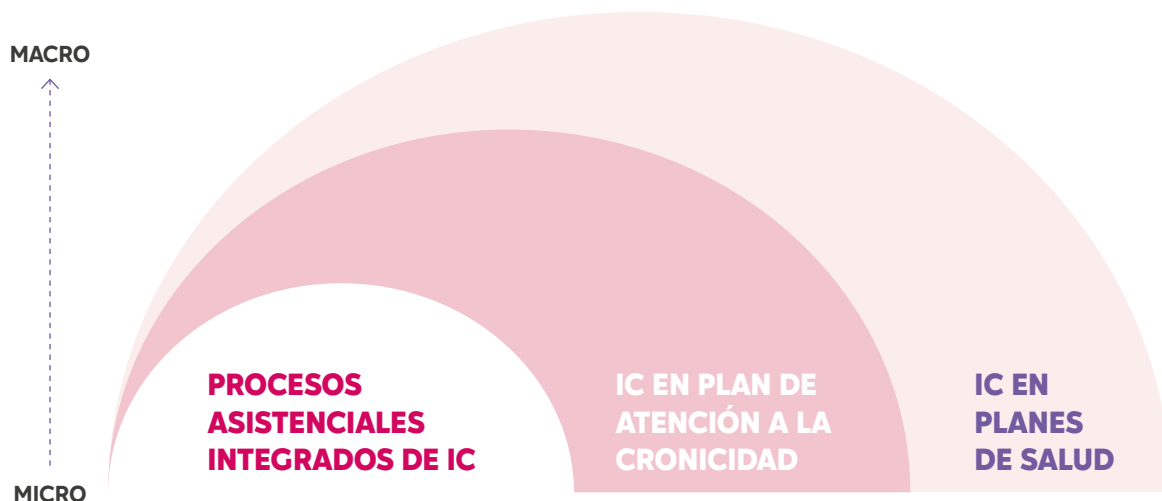 MACRO
MICRO
PROCESOS
ASISTENCIALES
INTEGRADOS DE IC
IC EN PLAN DE
ATENCIÓN A LA
CRONICIDAD
IC EN
PLANES
DE SALUD